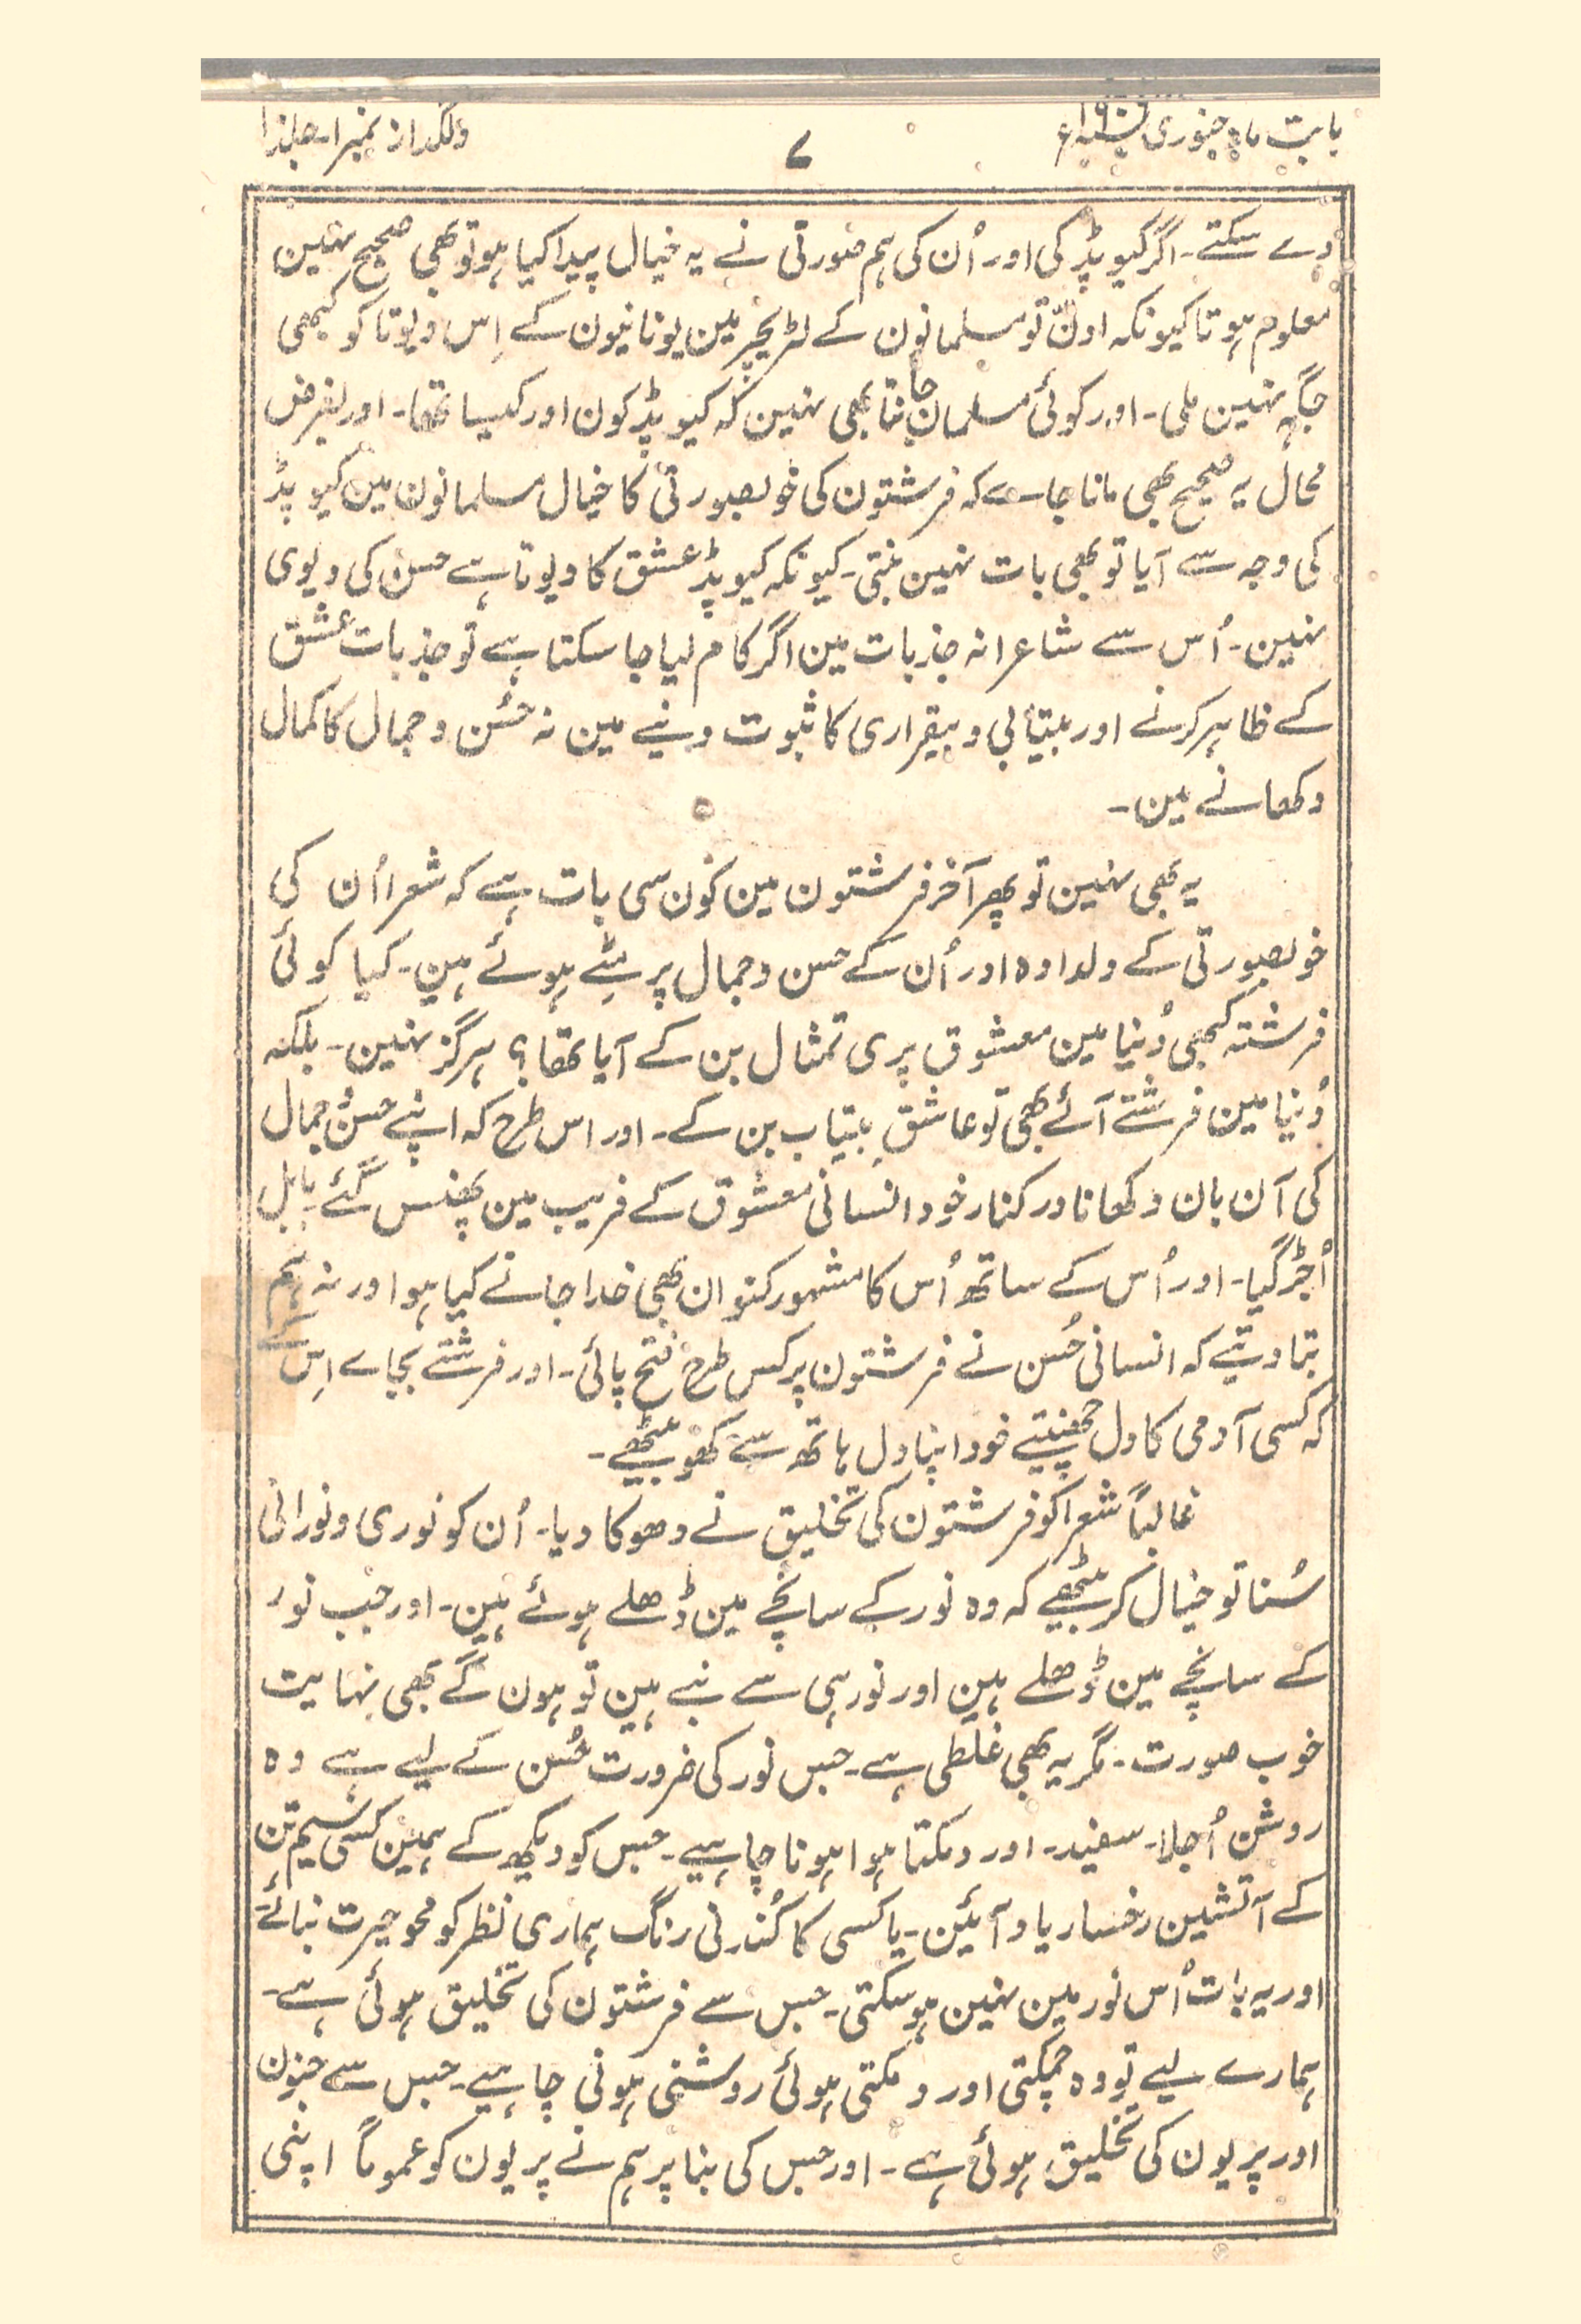 بابت ماہ جنوری ۱۹۰۶ء
۷
دلگداز نمبر ۱ - جلد ۱
دے سکتے۔ اگر کیوپڈ کی اور اُن کی ہم صورتی نے یہ خیال پیدا کیا ہو تو بھی صحیح نہین
معلوم ہوتا کیونکہ اولؔ تو مسلمانون کے لٹریچر مین یونانیون کے اِس دیوتا کو کبھی
جگہ نہین ملی۔ اور کوئی مسلمان جانتا بھی نہین کہ کیوپڈ کون اور کیسا تھا۔ اور بفرض
محال یہ صحیح بھی مانا جاے کہ فرشتون کی خوبصورتی کا خیال مسلمانون مین کیوپڈ
کی وجہ سے آیا تو بھی بات نہین بنتی۔ کیونکہ کیوپڈ عشق کا دیوتا ہے حسن کی دیوی
نہین۔ اُس سے شاعرانہ جذبات مین اگر کام لیا جا سکتا ہے تو جذبات عشق
کے ظاہر کرنے اور بیتابی و بیقراری کا ثبوت دینے مین نہ حُسن و جمال کا کمال
دکھانے مین۔
یہ بھی نہین تو پھر آخر فرشتون مین کون سی بات ہے کہ شعرا اُن کی
خوبصورتی کے دلدادہ اور اُن کے حسن و جمال پر مٹے ہوئے ہین۔ کیا کوئی
فرشتہ کبھی دُنیا مین معشوق پری تمثال بن کے آیا تھا؟ ہرگز نہین۔ بلکہ
دُنیا مین فرشتے آئے بھی تو عاشقِ بیتاب بن کے۔ اور اس طرح کہ اپنے حسن و جمال
کی آن بان دکھانا درکنار خود انسانی معشوق کے فریب مین پھنس گئے۔ بابل
اُجڑ گیا۔ اور اُس کے ساتھ اُس کا مشہور کنوان بھی خدا جانے کیا ہوا ورنہ ہم
بتا دیتے کہ انسانی حُسن نے فرشتون پر کس طرح فتح پائی۔ اور فرشتے بجاے اِس کے
کہ کسی آدمی کا دل چھینتے خود اپنا دل ہاتھ سے کھو بیٹھے۔
غالباً شعرا کو فرشتون کی تخلیق نے دھوکا دیا۔ اُن کو نوری و نورانی
سُنا تو خیال کر بیٹھے کہ وہ نور کے سانچے مین ڈھلے ہوئے ہین۔ اور جب نور
کے سانچے مین ڈھلے ہین اور نور ہی سے بنے ہین تو ہون گے بھی نہایت
خوب صورت۔ مگر یہ بھی غلطی ہے۔ جس نور کی ضرورت حُسن کے لیے ہے وہ
روشن اُجلا۔ سفید۔ اور دمکتا ہوا ہونا چاہیے۔ جس کو دیکھ کے ہمین کسی سیم تن
کے آتشین رخسار یاد آئین۔ یا کسی کا کُندنی رنگ ہماری نظر کو محو حیرت بنائے۔
اور یہ بات اُس نور مین نہین ہو سکتی۔ جس سے فرشتون کی تخلیق ہوئی ہے۔
ہمارے لیے تو وہ چمکتی اور دمکتی ہوئی روشنی ہونی چاہیے۔ جس سے جنون
اور پریون کی تخلیق ہوئی ہے۔ اور جس کی بنا پر ہم نے پریون کو عموماً اپنی